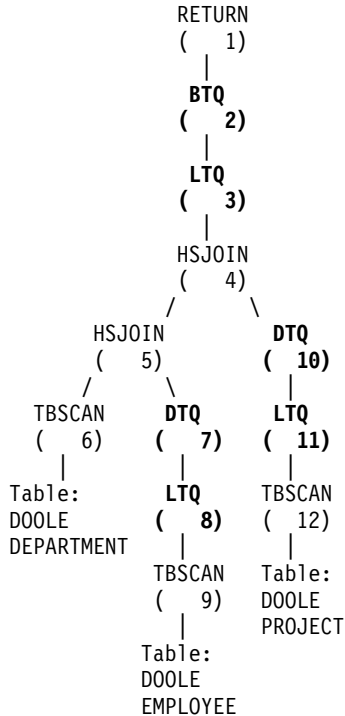 RETURN
( 1)
|
BTQ
( 2)
|
LTQ
( 3)
|
HSJOIN
( 4)
/ \
HSJOIN DTQ
( 5) ( 10)
/ \ |
TBSCAN DTQ LTQ
( 6) ( 7) ( 11)
| | |
Table: LTQ TBSCAN
DOOLE ( 8) ( 12)
DEPARTMENT | |
TBSCAN Table:
( 9) DOOLE
| PROJECT
Table:
DOOLE
EMPLOYEE